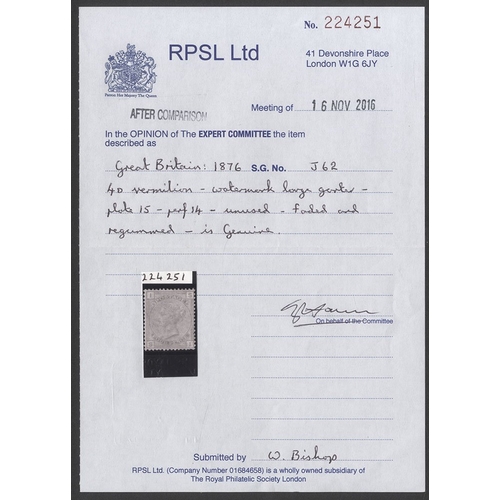 No. 224251
RPSL Ltd
41 Devonshire Place
London W1G 6JY
Patron Her Majesty The Queen
AFTER COMPARISON
Meeting of 16 NOV 2016
In the OPINION of The EXPERT COMMITTEE the item
described as
Great Britain: 1876 S.G. No. J62
4D vermilion - watermark large garter -
plate 15 - perf 14 - unused - faded and
regummed - is Genuine.
224251
On behalf of the Committee
Submitted by W. Bishop
RPSL Ltd. (Company Number 01684658) is a wholly owned subsidiary of
The Royal Philatelic Society London